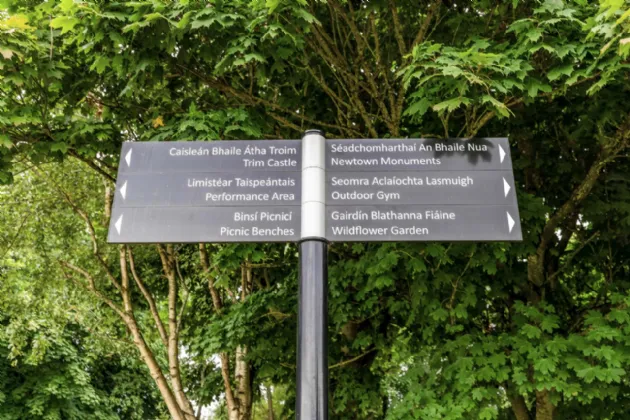 Caisleán Bhaile Átha Troim
Trim Castle
Limistéar Taispeántais
Performance Area
Binsí Picnicí
Picnic Benches
Séadchomharthaí An Bhaile Nua
Newtown Monuments
Seomra Aclaíochta Lasmuigh
Outdoor Gym
Gairdín Blathanna Fiáine
Wildflower Garden